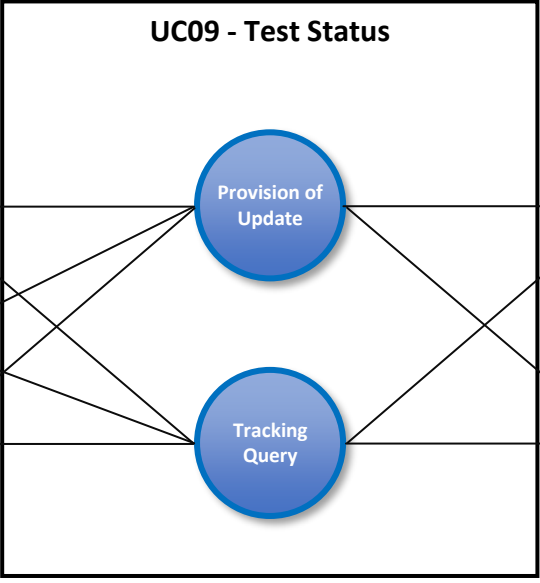 UC09 - Test Status
Provision of
Update
Tracking
Query